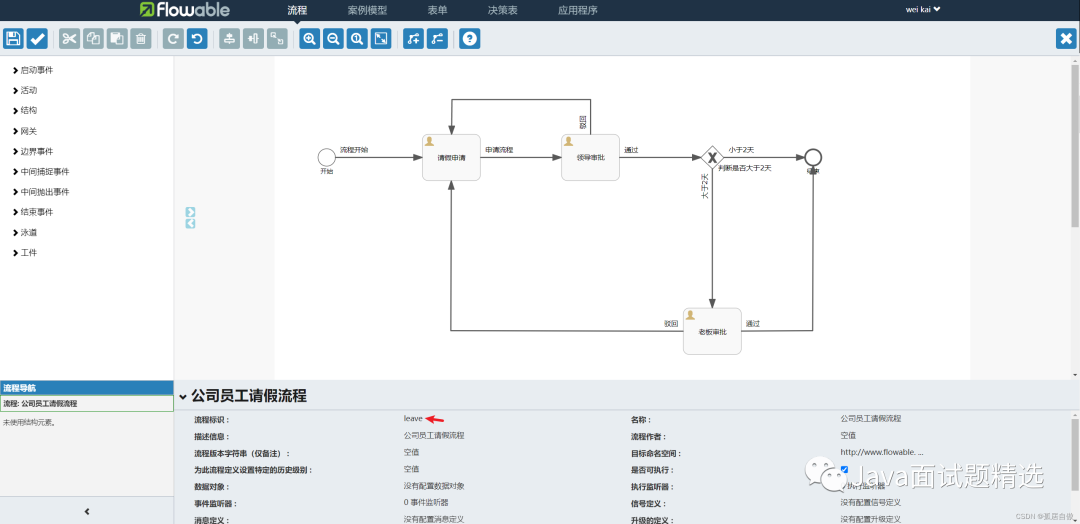 Flowable 流程 案例模型 表单 决策表 应用程序 wei kai
启动事件
活动
结构
网关
边界事件
中间捕捉事件
中间抛出事件
结束事件
泳道
工件
驳回
流程开始
申请流程
通过
小于2天
请假申请
领导审批
开始
判断是否大于2天
大于2天
驳回
老板审批
通过
流程导航
流程: 公司员工请假流程
未使用结构元素。
公司员工请假流程
流程标识： leave 名称： 公司员工请假流程
描述信息： 公司员工请假流程 流程作者： 空值
流程版本字符串（仅备注）： 空值 目标命名空间： http://www.flowable. ...
为此流程定义设置特定的历史级别： 空值 是否可执行：
数据对象： 没有配置数据对象 执行监听器： 执行监听器
事件监听器： 0 事件监听器 信号定义： 没有配置信号定义
消息定义： 没有配置消息定义 升级的定义： 没有配置升级定义
Java面试题精选